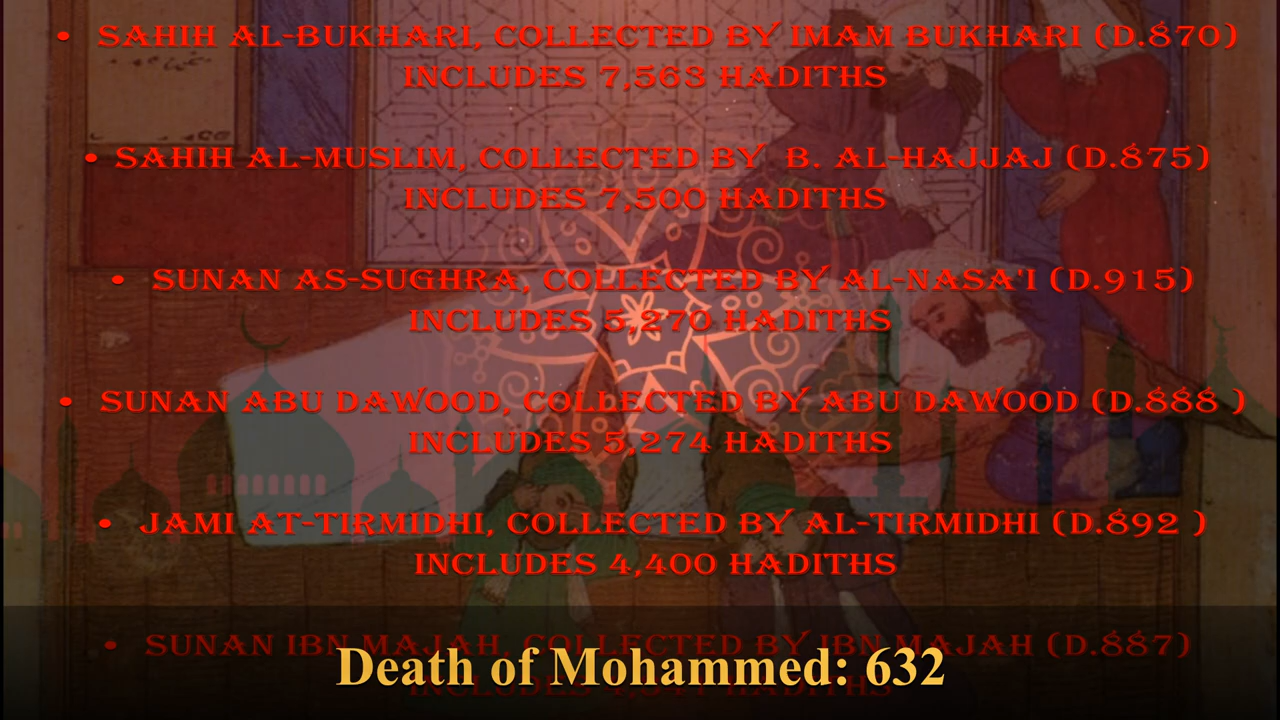 • SAHIH AL-BUKHARI, COLLECTED BY IMAM BUKHARI (D.870)
INCLUDES 7,563 HADITHS
• SAHIH AL-MUSLIM, COLLECTED BY B. AL-HAJJAJ (D.875)
INCLUDES 7,500 HADITHS
• SUNAN AS-SUGHRA, COLLECTED BY AL-NASA'I (D.915)
INCLUDES 5,270 HADITHS
• SUNAN ABU DAWOOD, COLLECTED BY ABU DAWOOD (D.888 )
INCLUDES 5,274 HADITHS
• JAMI AT-TIRMIDHI, COLLECTED BY AL-TIRMIDHI (D.892 )
INCLUDES 4,400 HADITHS
• SUNAN IBN MAJAH, COLLECTED BY IBN MAJAH (D.887)
Death of Mohammed: 632